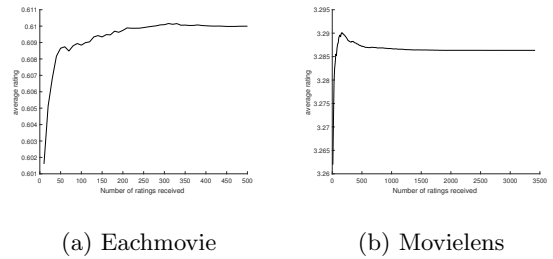 0.611
0.61
0.609
0.608
0.607
0.606
0.605
0.604
0.603
0.602
0.601
average rating
0 50 100 150 200 250 300 350 400 450 500
Number of ratings received
(a) Eachmovie
3.295
3.29
3.285
3.28
3.275
3.27
3.265
3.26
average rating
0 500 1000 1500 2000 2500 3000 3500
Number of ratings received
(b) Movielens